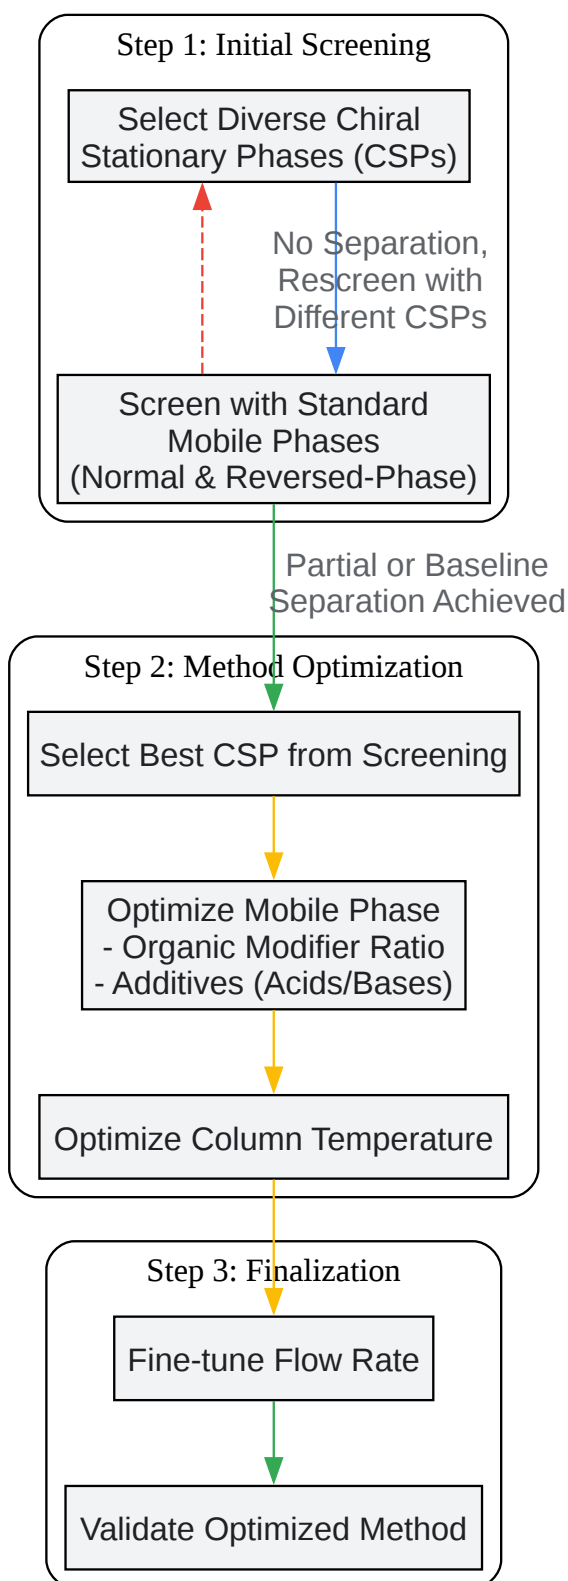 Step 1: Initial Screening
Select Diverse Chiral
Stationary Phases (CSPs)
No Separation,
Rescreen with
Different CSPs
Screen with Standard
Mobile Phases
(Normal & Reversed-Phase)
Partial or Baseline
Separation Achieved
Step 2: Method Optimization
Select Best CSP from Screening
Optimize Mobile Phase
- Organic Modifier Ratio
- Additives (Acids/Bases)
Optimize Column Temperature
Step 3: Finalization
Fine-tune Flow Rate
Validate Optimized Method